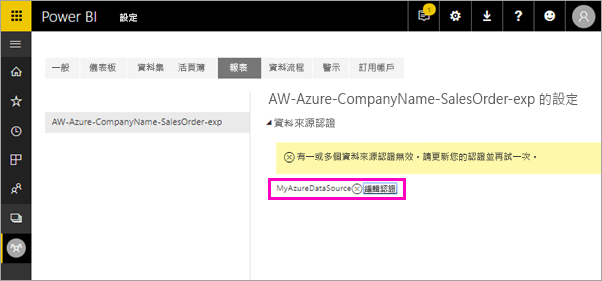 Power BI 設定
1
一般 儀表板 資料集 活頁簿 報表 資料流程 警示 訂用帳戶
AW-Azure-CompanyName-SalesOrder-exp
AW-Azure-CompanyName-SalesOrder-exp 的設定
資料來源認證
有一或多個資料來源認證無效。請更新您的認證並再試一次。
MyAzureDataSource 編輯認證